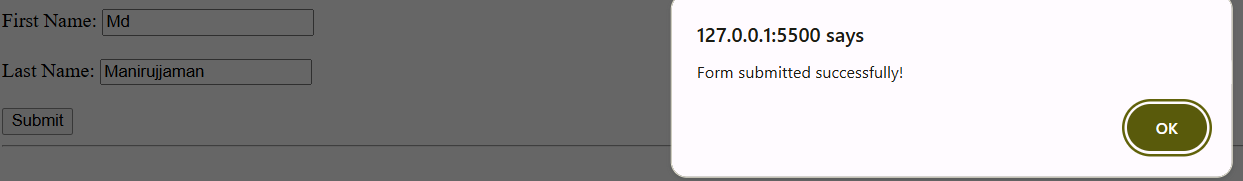 First Name: Md
Last Name: Manirujjaman
Submit
127.0.0.1:5500 says
Form submitted successfully!
OK